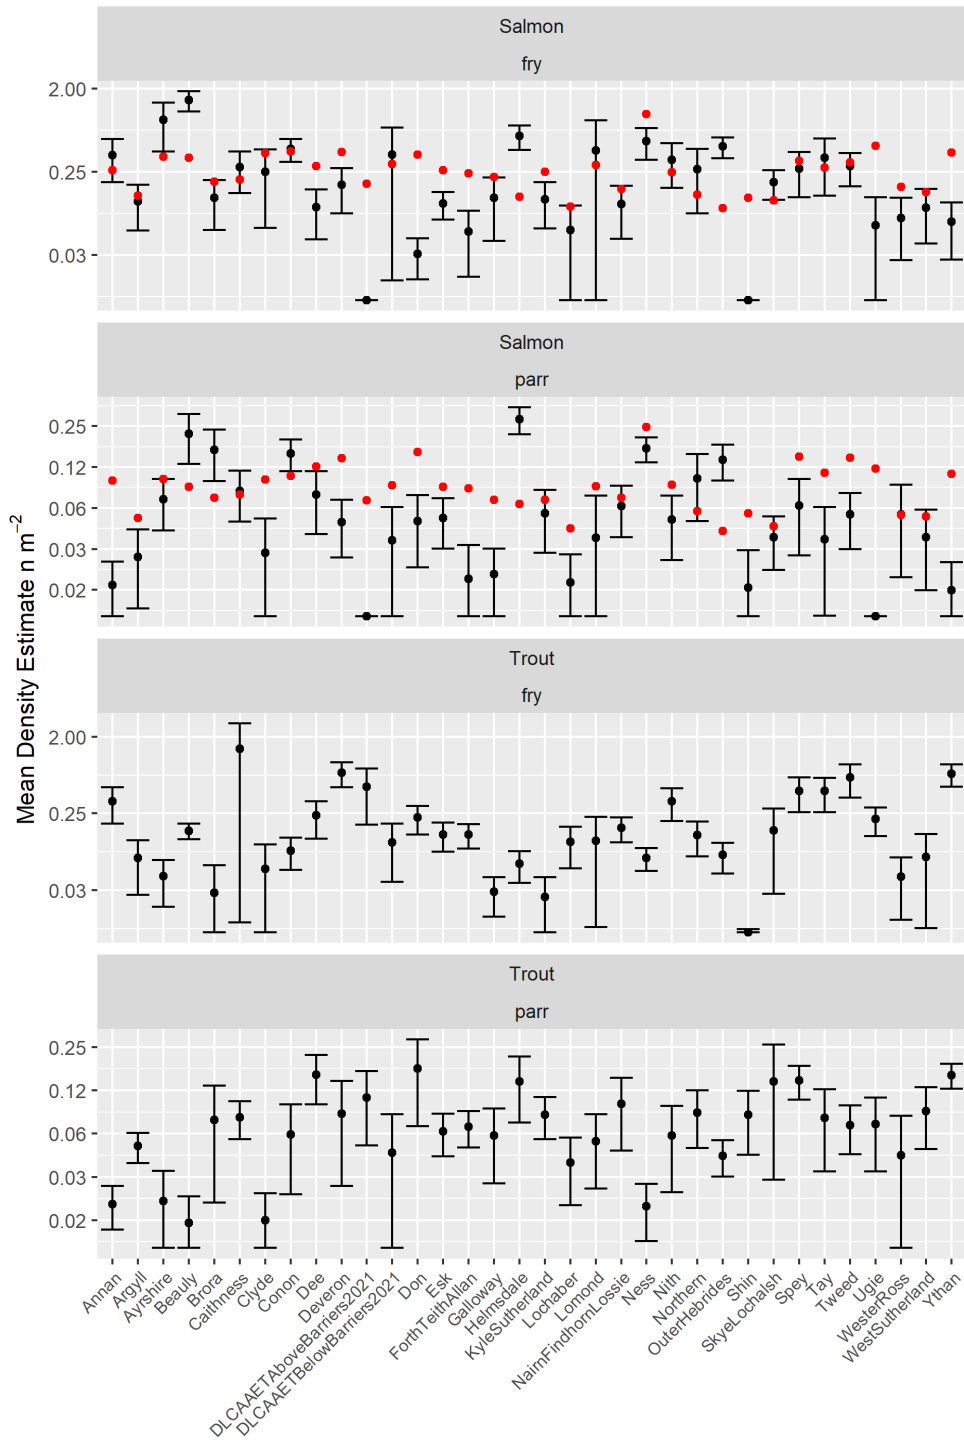 Salmon
fry
2.00
0.25
0.03
Salmon
parr
0.25
0.12
0.06
0.03
0.02
Trout
fry
2.00
0.25
0.03
Trout
parr
0.25
0.12
0.06
0.03
0.02
Mean Density Estimate n m⁻²
Annan
Argyll
Ayrshire
Beauly
Brora
Caithness
Clyde
Conon
Dee
Deveron
DLCAAETAboveBarriers2021
DLCAAETBelowBarriers2021
Don
Esk
ForthTeithAllan
Galloway
Helmsdale
KyleSutherland
Lochaber
Lomond
NairnFindhornLossie
Ness
Nith
Northern
OuterHebrides
Shin
SkyeLochalsh
Spey
Tay
Tweed
Ugie
WesterRoss
WestSutherland
Ythan